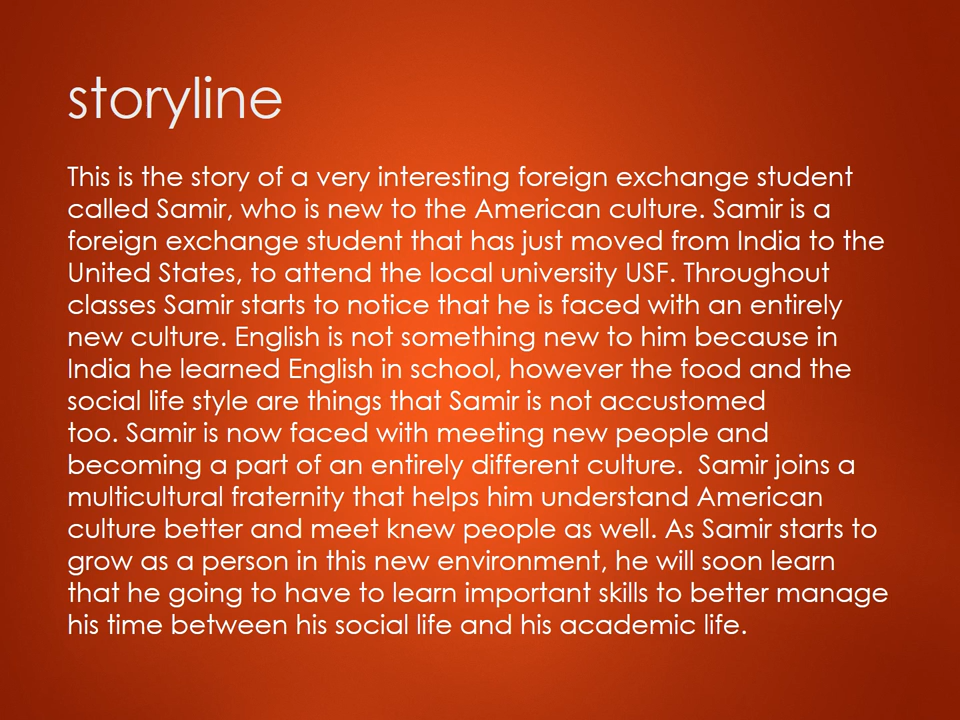 storyline
This is the story of a very interesting foreign exchange student
called Samir, who is new to the American culture. Samir is a
foreign exchange student that has just moved from India to the
United States, to attend the local university USF. Throughout
classes Samir starts to notice that he is faced with an entirely
new culture. English is not something new to him because in
India he learned English in school, however the food and the
social life style are things that Samir is not accustomed
too. Samir is now faced with meeting new people and
becoming a part of an entirely different culture.  Samir joins a
multicultural fraternity that helps him understand American
culture better and meet knew people as well. As Samir starts to
grow as a person in this new environment, he will soon learn
that he going to have to learn important skills to better manage
his time between his social life and his academic life.